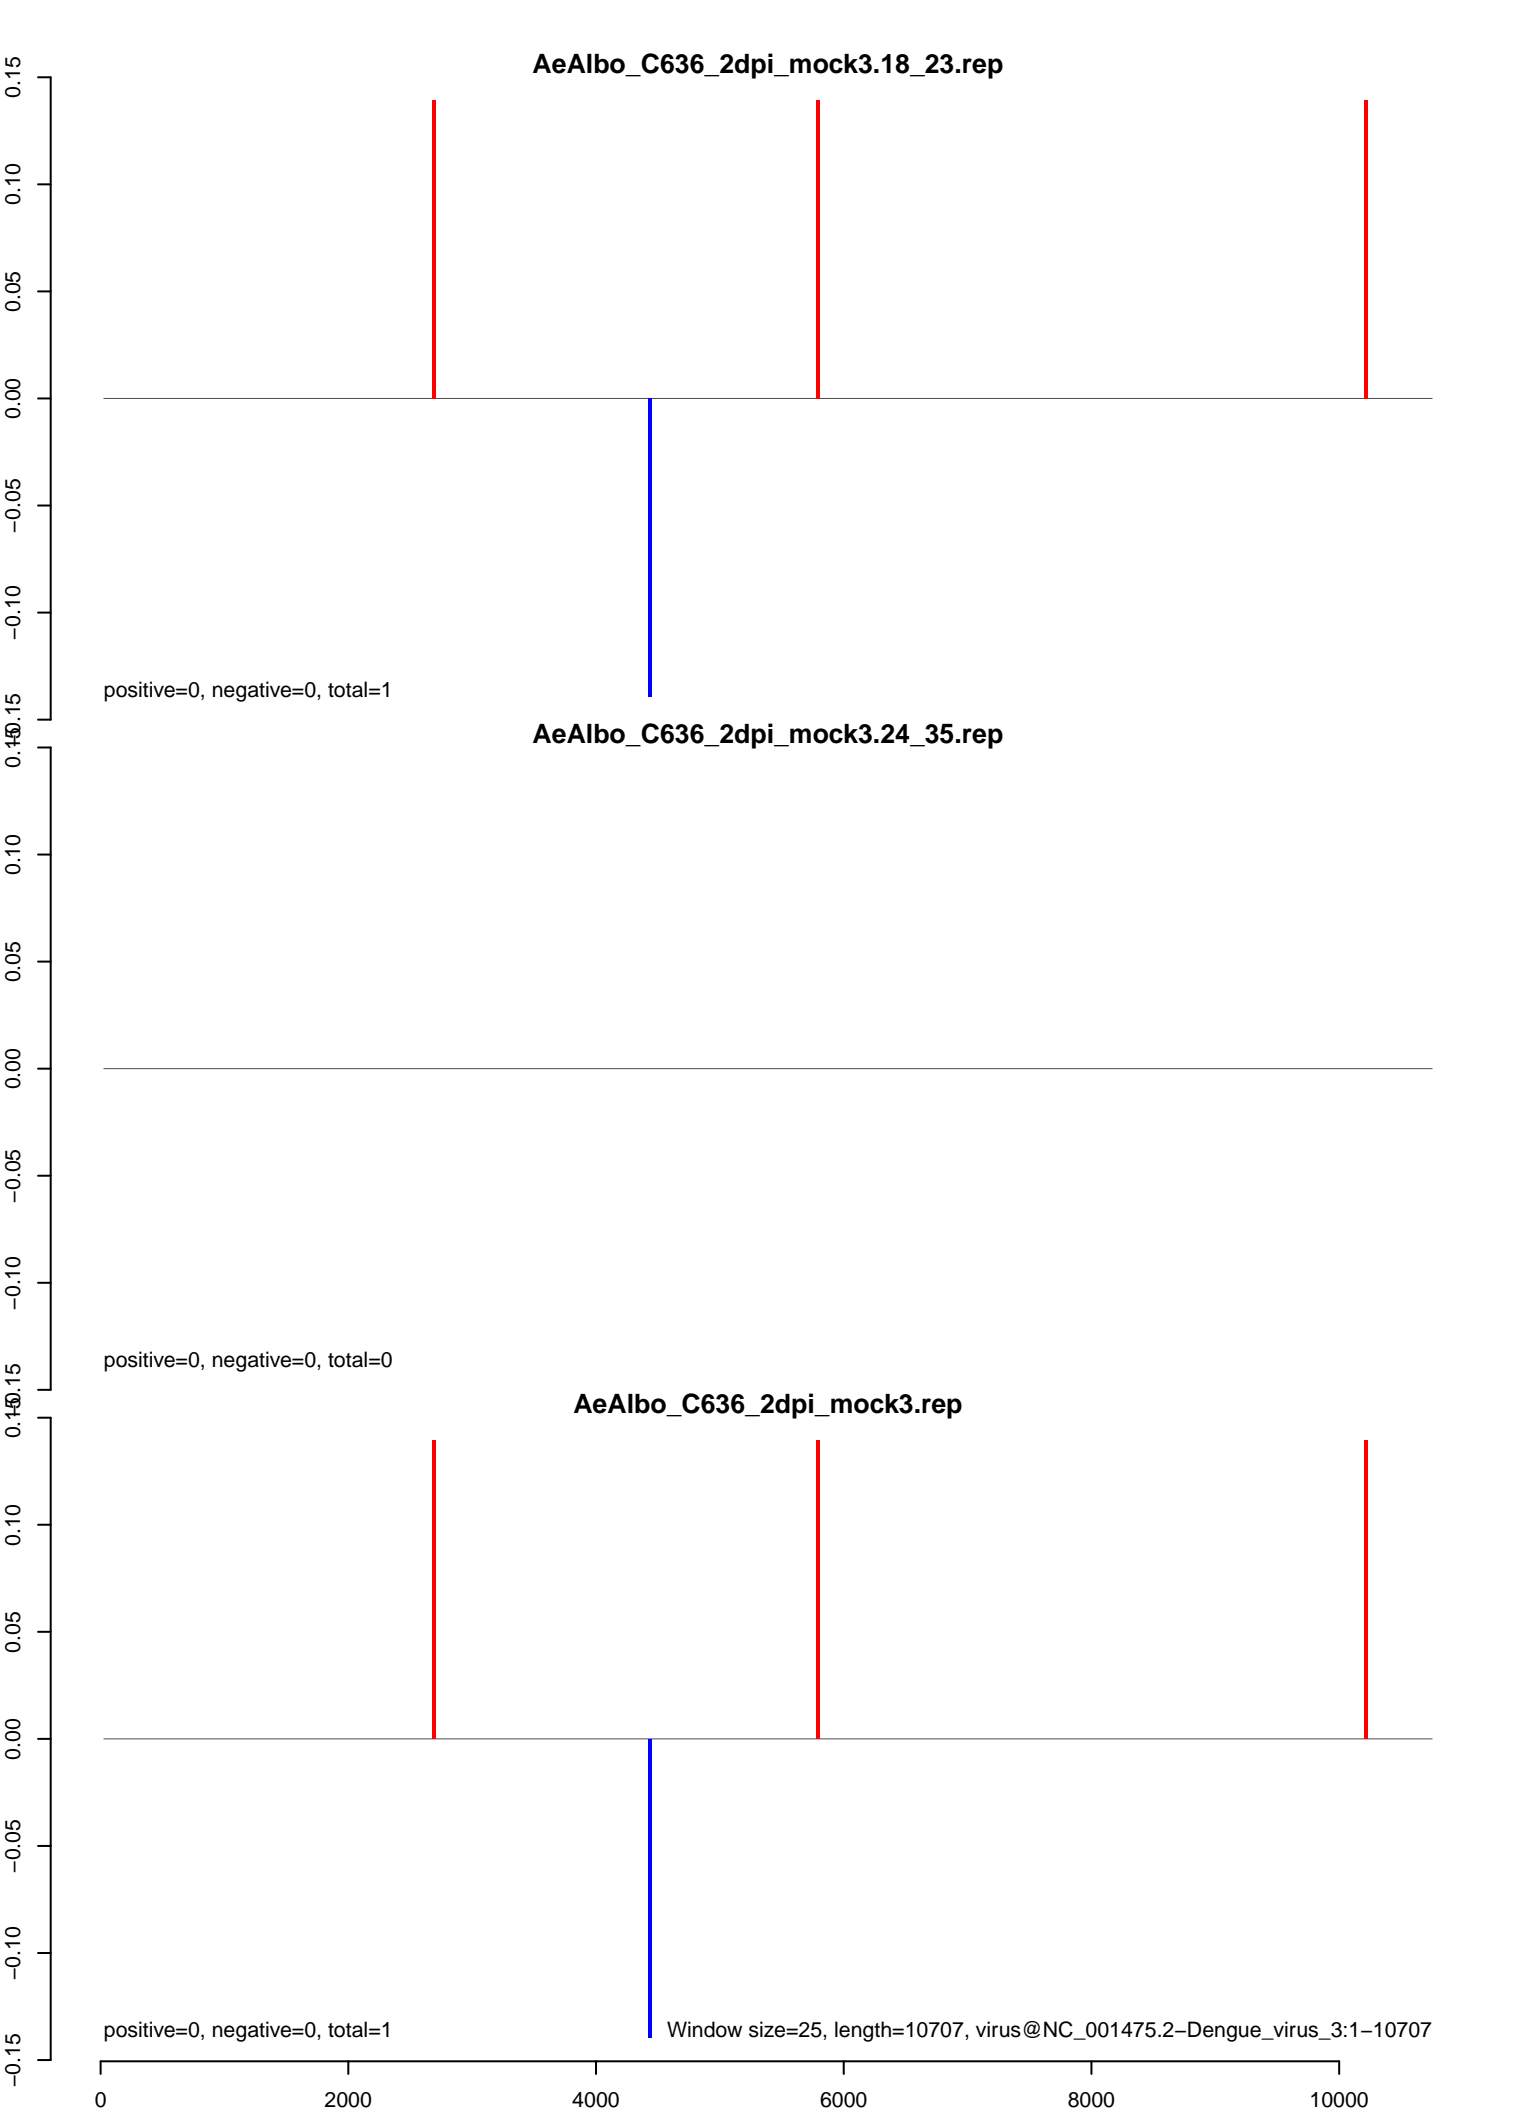 AeAlbo_C636_2dpi_mock3.18_23.rep
0.15
0.10
0.05
0.00
−0.05
−0.10
−0.15
positive=0, negative=0, total=1
AeAlbo_C636_2dpi_mock3.24_35.rep
0.15
0.10
0.05
0.00
−0.05
−0.10
−0.15
positive=0, negative=0, total=0
AeAlbo_C636_2dpi_mock3.rep
0.15
0.10
0.05
0.00
−0.05
−0.10
−0.15
positive=0, negative=0, total=1
Window size=25, length=10707, virus@NC_001475.2−Dengue_virus_3:1−10707
0 2000 4000 6000 8000 10000